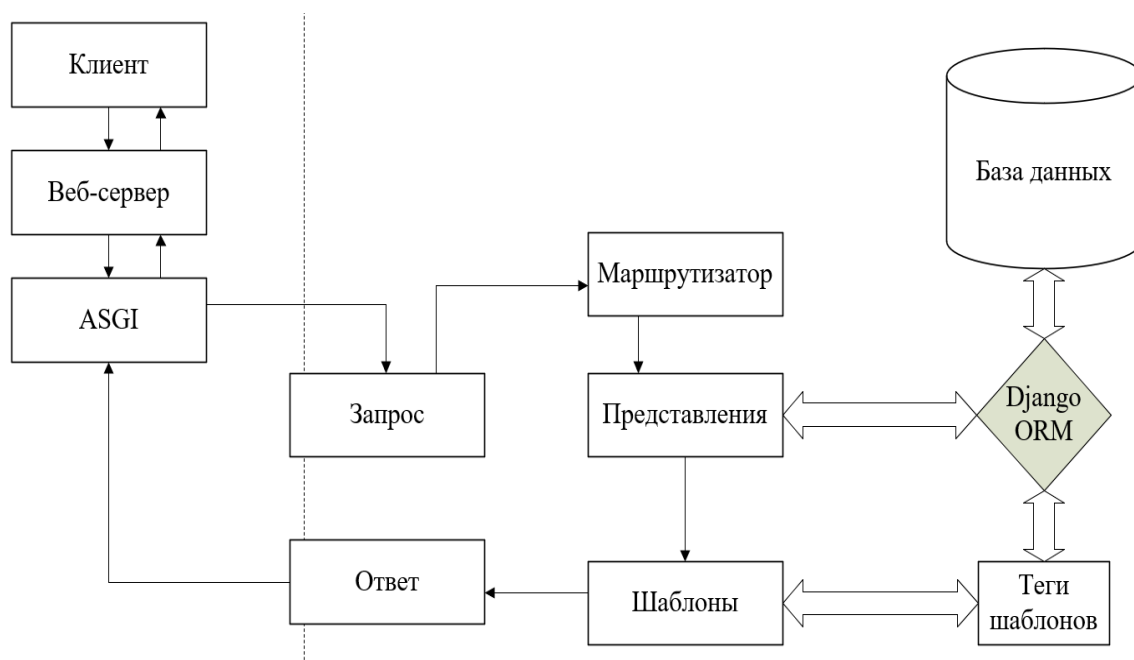 Клиент
Веб-сервер
База данных
Маршрутизатор
ASGI
Запрос
Представления
Django
ORM
Ответ
Шаблоны
Теги
шаблонов